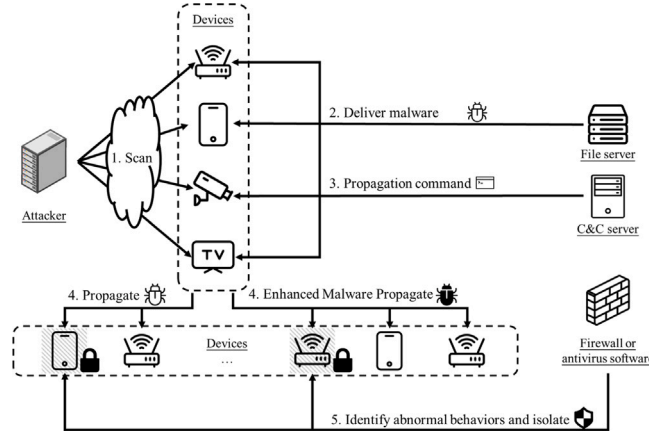 Devices
1. Scan
2. Deliver malware
File server
3. Propagation command
Attacker
C&C server
TV
4. Propagate
4. Enhanced Malware Propagate
Devices
...
Firewall or
antivirus software
5. Identify abnormal behaviors and isolate